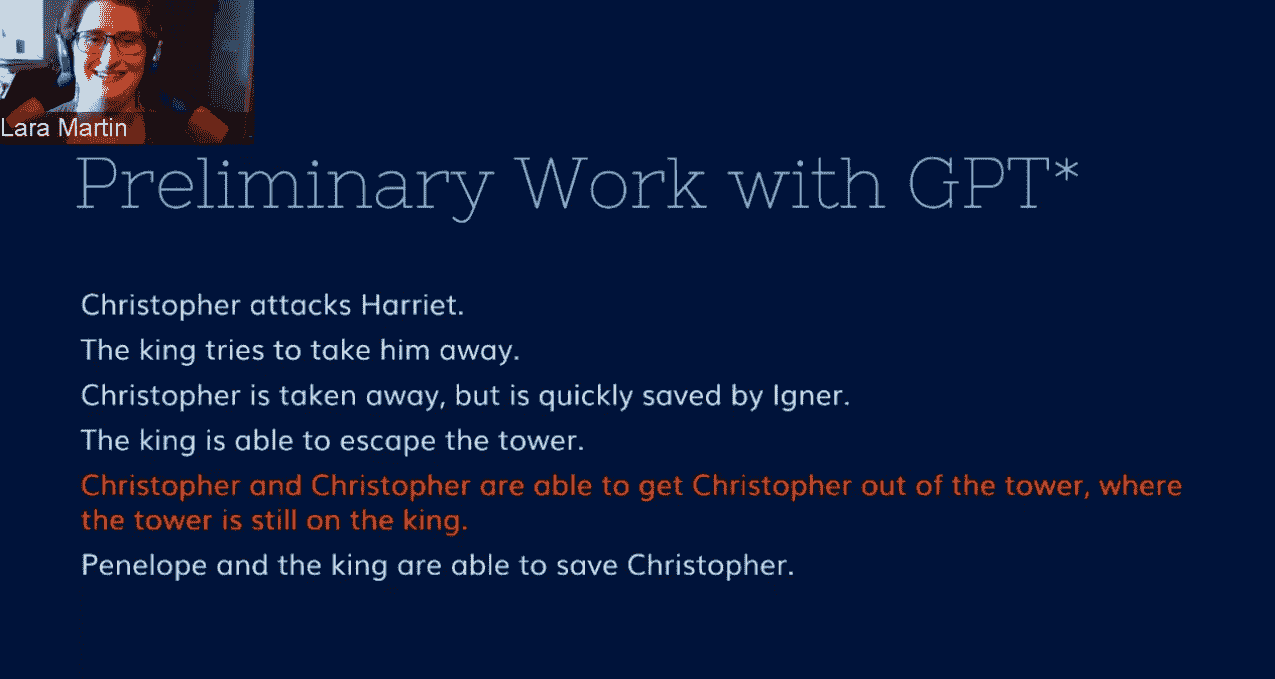 Lara Martin
Preliminary Work with GPT*
Christopher attacks Harriet.
The king tries to take him away.
Christopher is taken away, but is quickly saved by Igner.
The king is able to escape the tower.
Christopher and Christopher are able to get Christopher out of the tower, where
the tower is still on the king.
Penelope and the king are able to save Christopher.